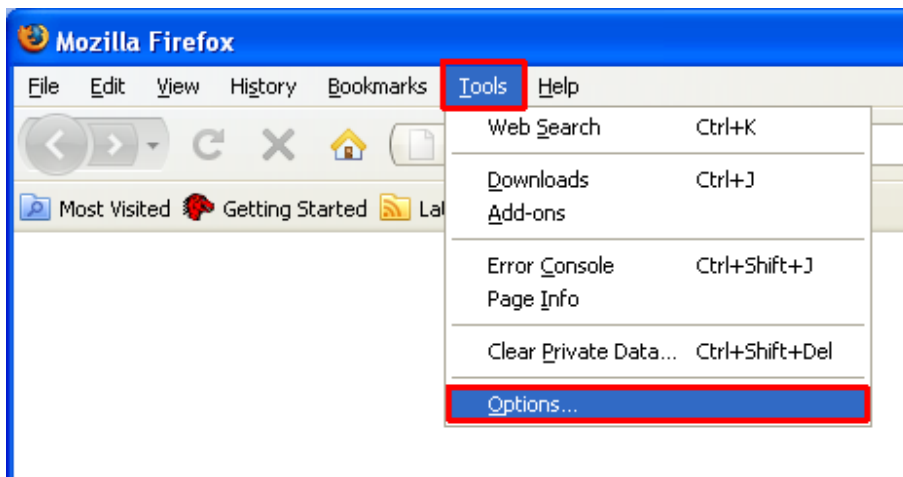 Mozilla Firefox
File Edit View History Bookmarks Tools Help
Web Search Ctrl+K
Downloads Ctrl+J
Most Visited Getting Started
Add-ons
Error Console Ctrl+Shift+J
Page Info
Clear Private Data... Ctrl+Shift+Del
Options...